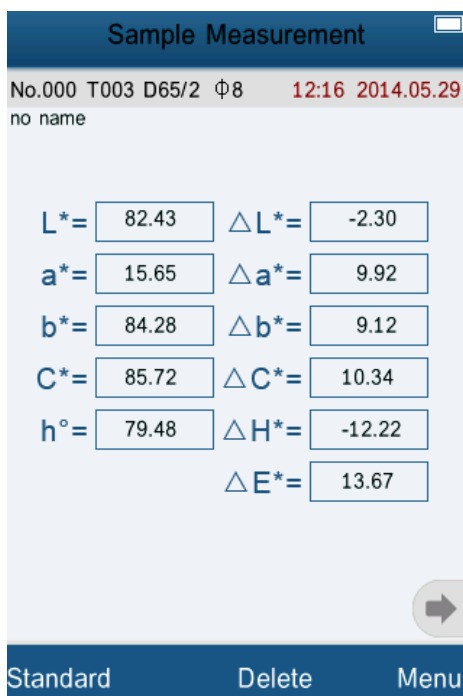 Sample Measurement
No.000 T003 D65/2 Φ8 12:16 2014.05.29
no name
L*= 82.43 △L*= -2.30
a*= 15.65 △a*= 9.92
b*= 84.28 △b*= 9.12
C*= 85.72 △C*= 10.34
h°= 79.48 △H*= -12.22
△E*= 13.67
Standard Delete Menu